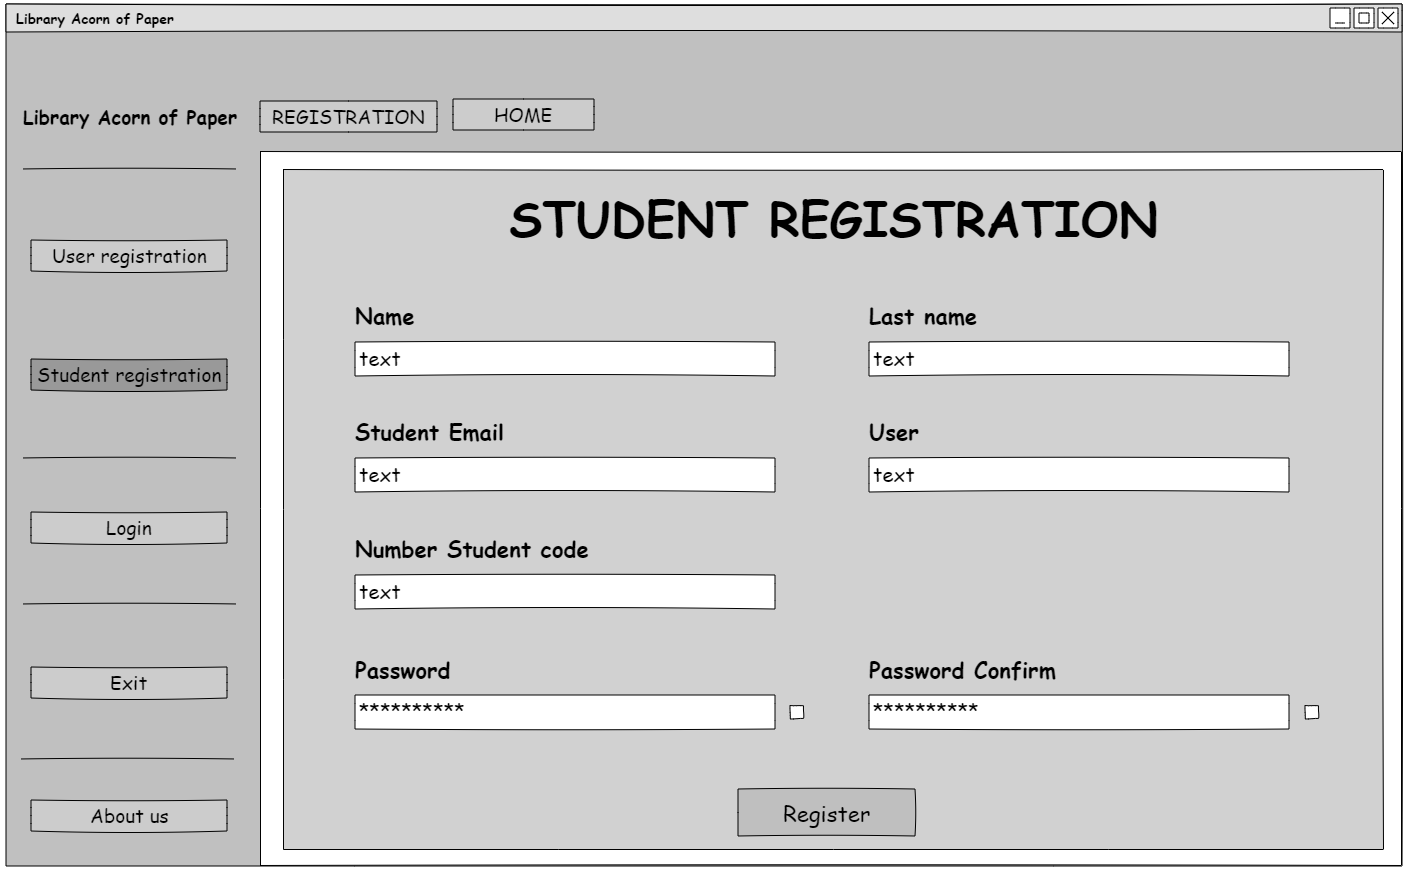 Library Acorn of Paper
Library Acorn of Paper
REGISTRATION
HOME
User registration
Student registration
Login
Exit
About us
STUDENT REGISTRATION
Name
Last name
text
text
Student Email
User
text
text
Number Student code
text
Password
Password Confirm
**********
**********
Register